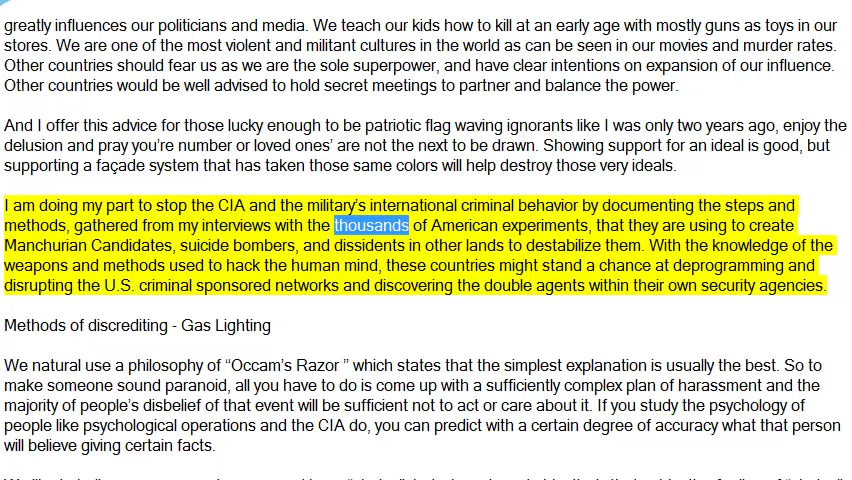 greatly influences our politicians and media. We teach our kids how to kill at an early age with mostly guns as toys in our
stores. We are one of the most violent and militant cultures in the world as can be seen in our movies and murder rates.
Other countries should fear us as we are the sole superpower, and have clear intentions on expansion of our influence.
Other countries would be well advised to hold secret meetings to partner and balance the power.
And I offer this advice for those lucky enough to be patriotic flag waving ignorants like I was only two years ago, enjoy the
delusion and pray you’re number or loved ones’ are not the next to be drawn. Showing support for an ideal is good, but
supporting a façade system that has taken those same colors will help destroy those very ideals.
I am doing my part to stop the CIA and the military’s international criminal behavior by documenting the steps and
methods, gathered from my interviews with the thousands of American experiments, that they are using to create
Manchurian Candidates, suicide bombers, and dissidents in other lands to destabilize them. With the knowledge of the
weapons and methods used to hack the human mind, these countries might stand a chance at deprogramming and
disrupting the U.S. criminal sponsored networks and discovering the double agents within their own security agencies.
Methods of discrediting - Gas Lighting
We natural use a philosophy of “Occam’s Razor ” which states that the simplest explanation is usually the best. So to
make someone sound paranoid, all you have to do is come up with a sufficiently complex plan of harassment and the
majority of people’s disbelief of that event will be sufficient not to act or care about it. If you study the psychology of
people like psychological operations and the CIA do, you can predict with a certain degree of accuracy what that person
will believe giving certain facts.